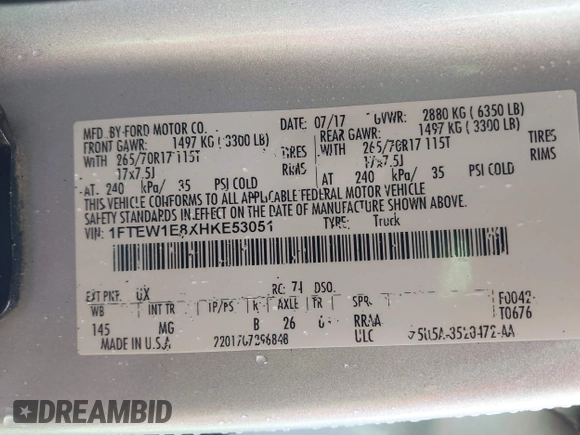 MFD. BY-FORD MOTOR CO.
DATE: 07/17 GVWR: 2880 KG ( 6350 LB)
FRONT GAWR: 1497 KG ( 3300 LB)
REAR GAWR: 1497 KG ( 3300 LB)
WITH 265/70R17 115T TIRES
265/70R17 115T TIRES
17x7.5J RIMS
17x7.5J RIMS
AT 240 kPa/ 35 PSI COLD
AT 240 kPa/ 35 PSI COLD
THIS VEHICLE CONFORMS TO ALL APPLICABLE FEDERAL MOTOR VEHICLE
SAFETY STANDARDS IN EFFECT ON DATE OF MANUFACTURE SHOWN ABOVE.
VIN: 1FTEW1E8XHKE53051
TYPE: Truck
EXT PNT: UX RC: 71 DSO:
WB INT TR TP/PS R AXLE TR SPR
F0042
T0676
145 MG B 26 RRAA
MADE IN U.S.A.
ULC
DREAMBID